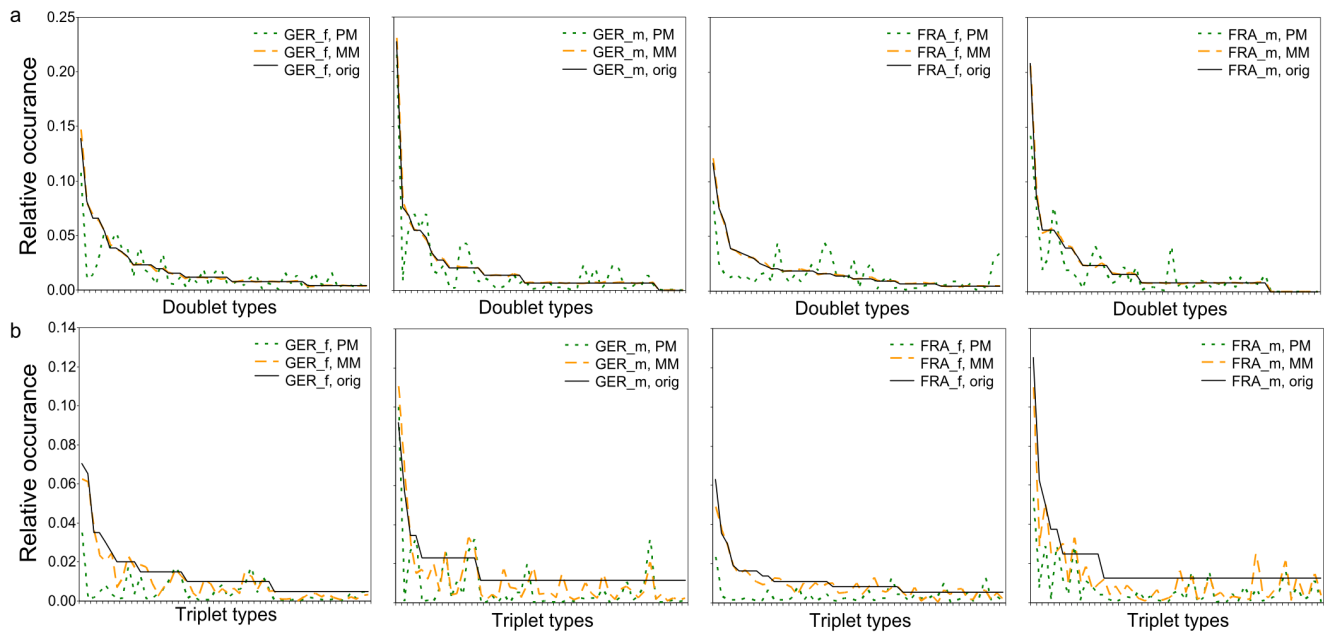 a
Relative occurance
0.25
0.20
0.15
0.10
0.05
0.00
GER_f, PM
GER_f, MM
GER_f, orig
Doublet types
GER_m, PM
GER_m, MM
GER_m, orig
Doublet types
FRA_f, PM
FRA_f, MM
FRA_f, orig
Doublet types
FRA_m, PM
FRA_m, MM
FRA_m, orig
Doublet types
b
Relative occurance
0.14
0.12
0.10
0.08
0.06
0.04
0.02
0.00
GER_f, PM
GER_f, MM
GER_f, orig
Triplet types
GER_m, PM
GER_m, MM
GER_m, orig
Triplet types
FRA_f, PM
FRA_f, MM
FRA_f, orig
Triplet types
FRA_m, PM
FRA_m, MM
FRA_m, orig
Triplet types